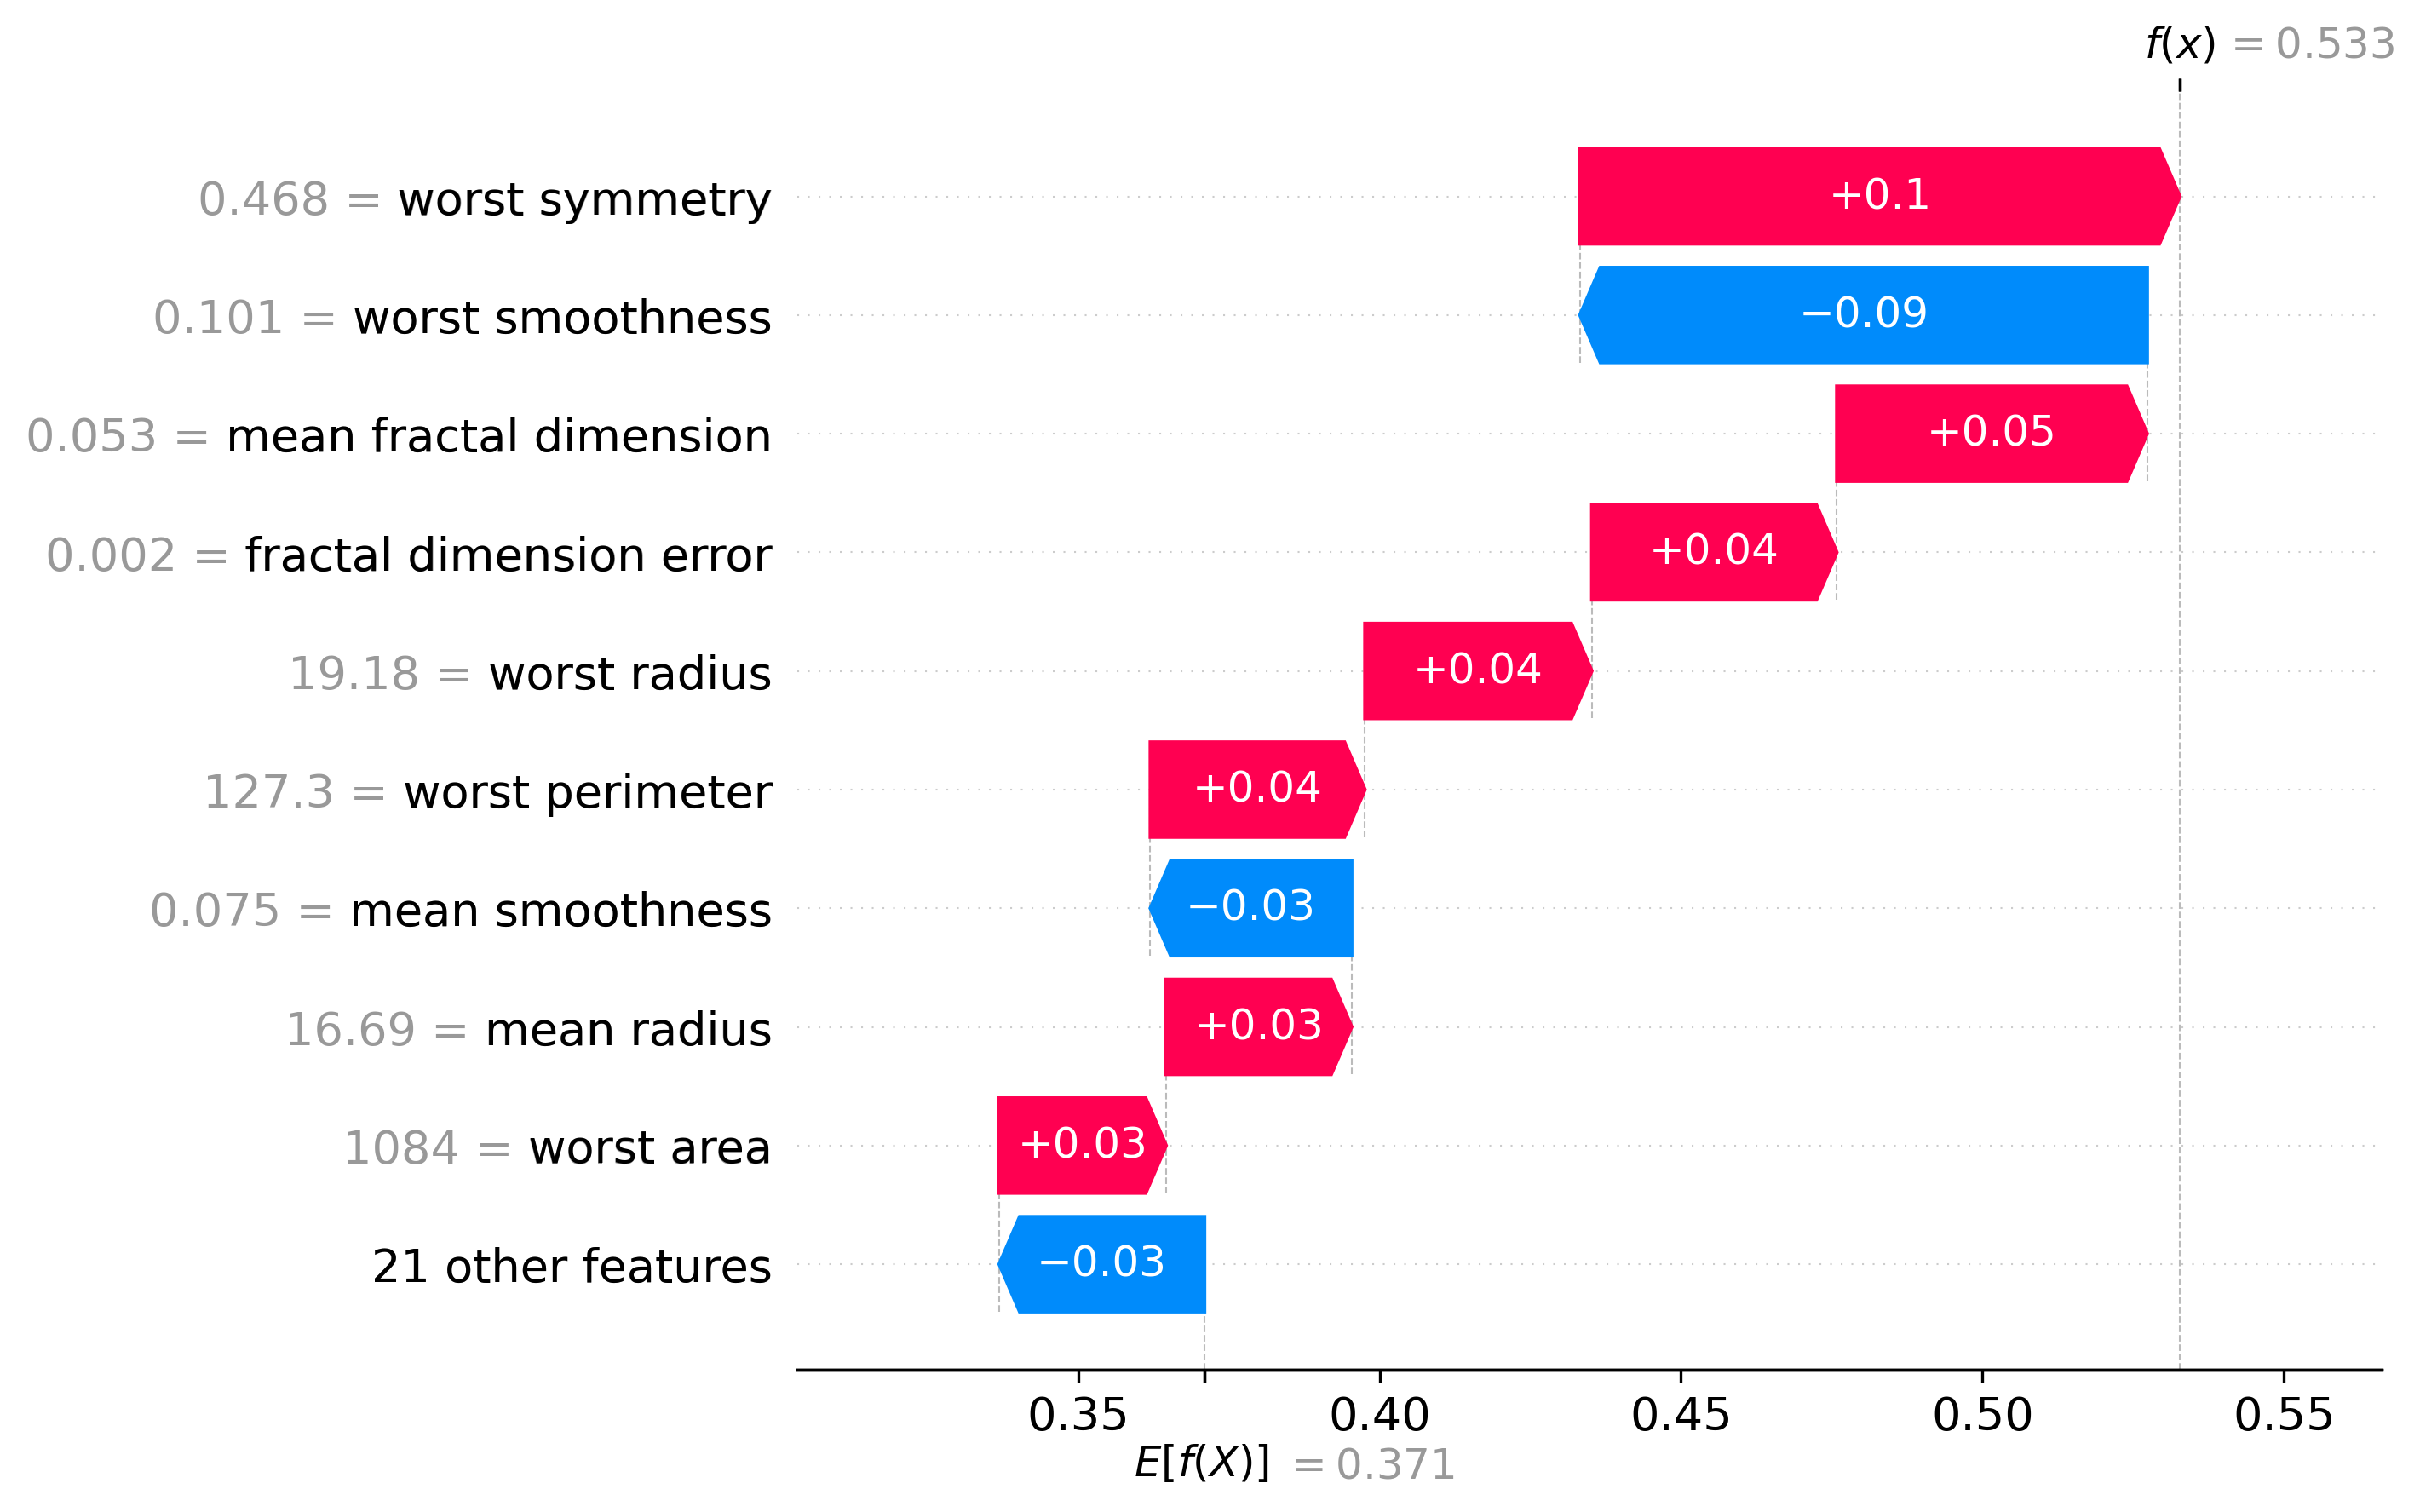 f(x) = 0.533
0.468 = worst symmetry
+0.1
0.101 = worst smoothness
−0.09
0.053 = mean fractal dimension
+0.05
0.002 = fractal dimension error
+0.04
19.18 = worst radius
+0.04
127.3 = worst perimeter
+0.04
0.075 = mean smoothness
−0.03
16.69 = mean radius
+0.03
1084 = worst area
+0.03
21 other features
−0.03
0.35 0.40 0.45 0.50 0.55
E[f(X)] = 0.371